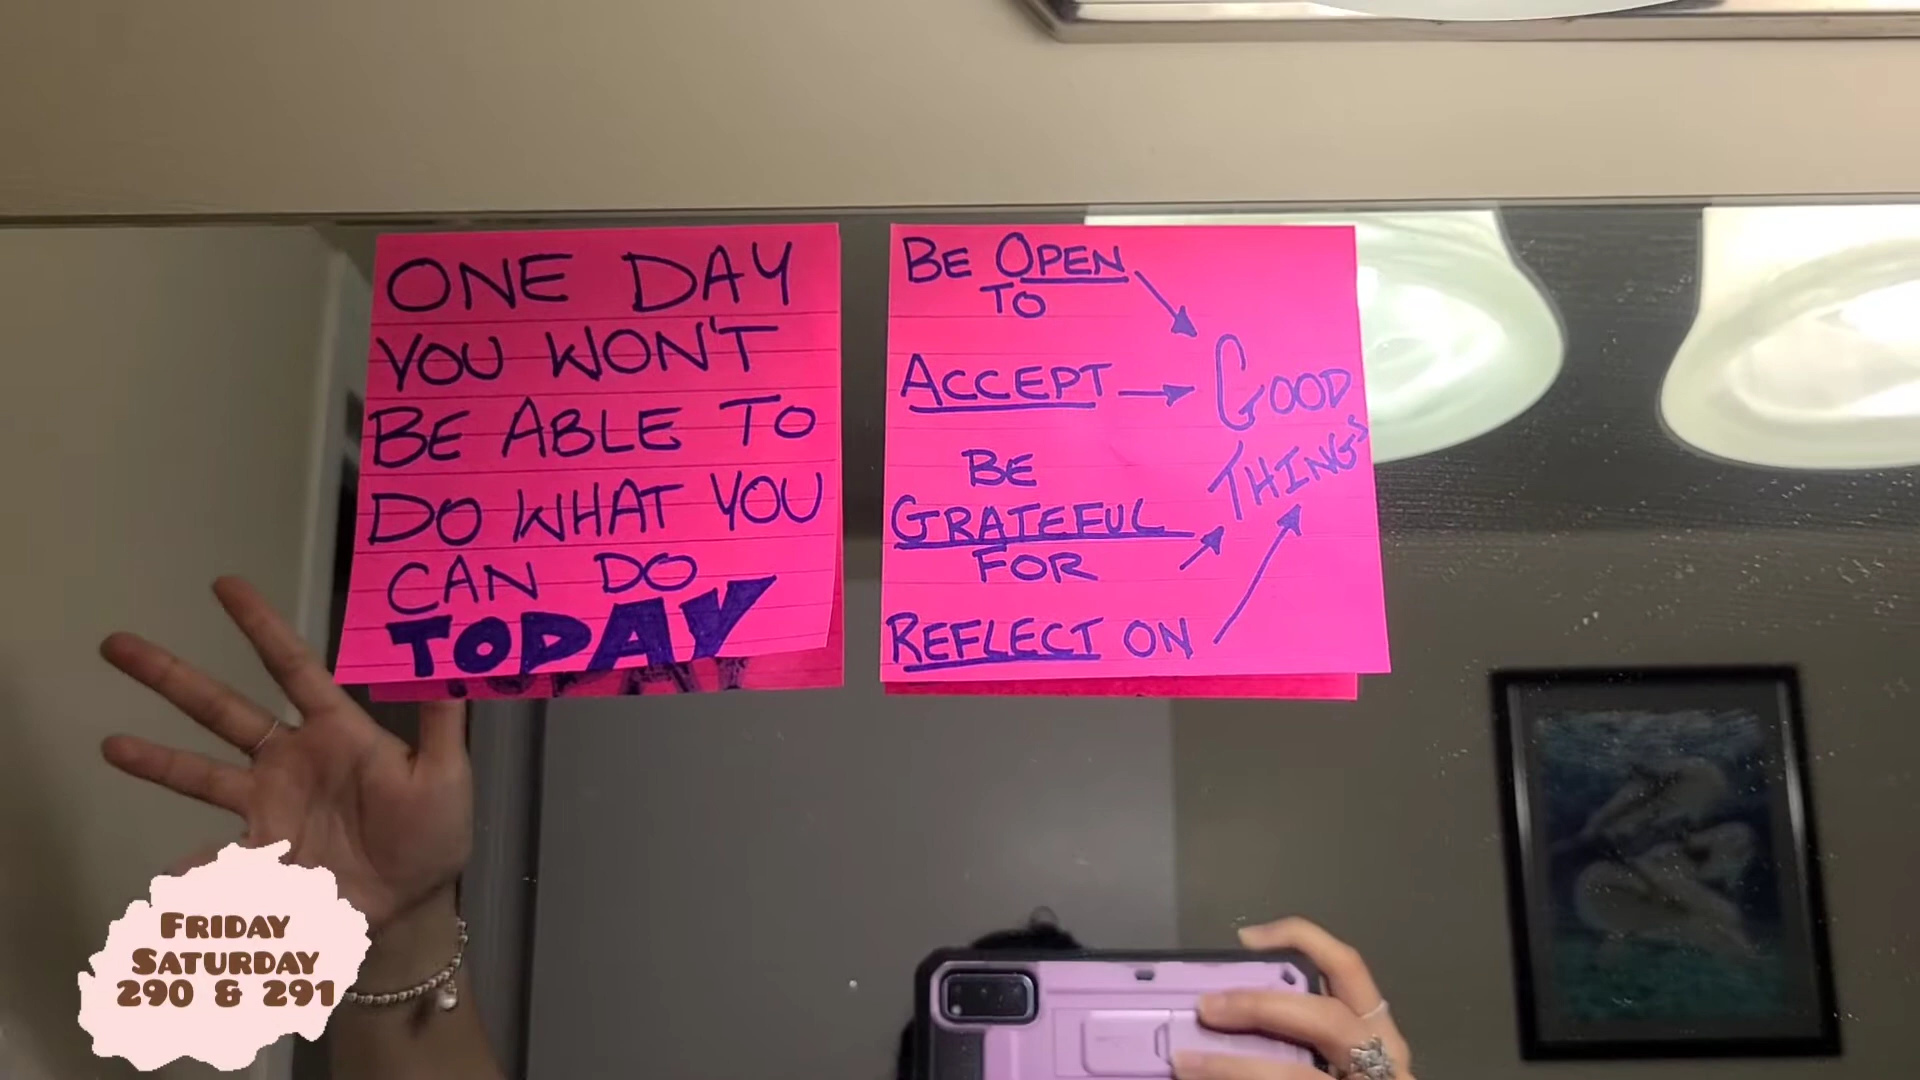 ONE DAY
YOU WON'T
BE ABLE TO
DO WHAT YOU
CAN DO
TODAY
BE OPEN
TO
ACCEPT
BE
GRATEFUL
FOR
REFLECT ON
GOOD
THINGS
FRIDAY
SATURDAY
290 & 291